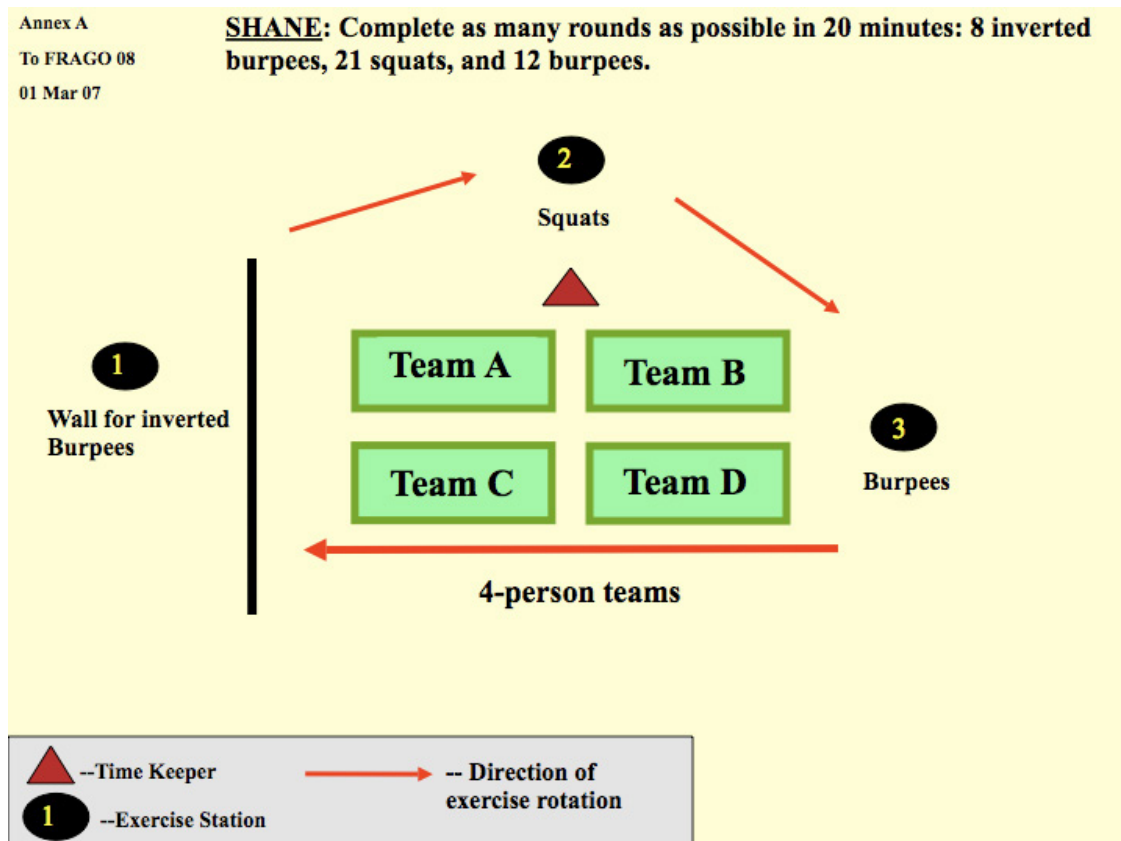 Annex A
To FRAGO 08
01 Mar 07
SHANE: Complete as many rounds as possible in 20 minutes: 8 inverted
burpees, 21 squats, and 12 burpees.
2
Squats
1
Wall for inverted
Burpees
Team A
Team B
3
Burpees
Team C
Team D
4-person teams
--Time Keeper
-- Direction of
exercise rotation
1
--Exercise Station